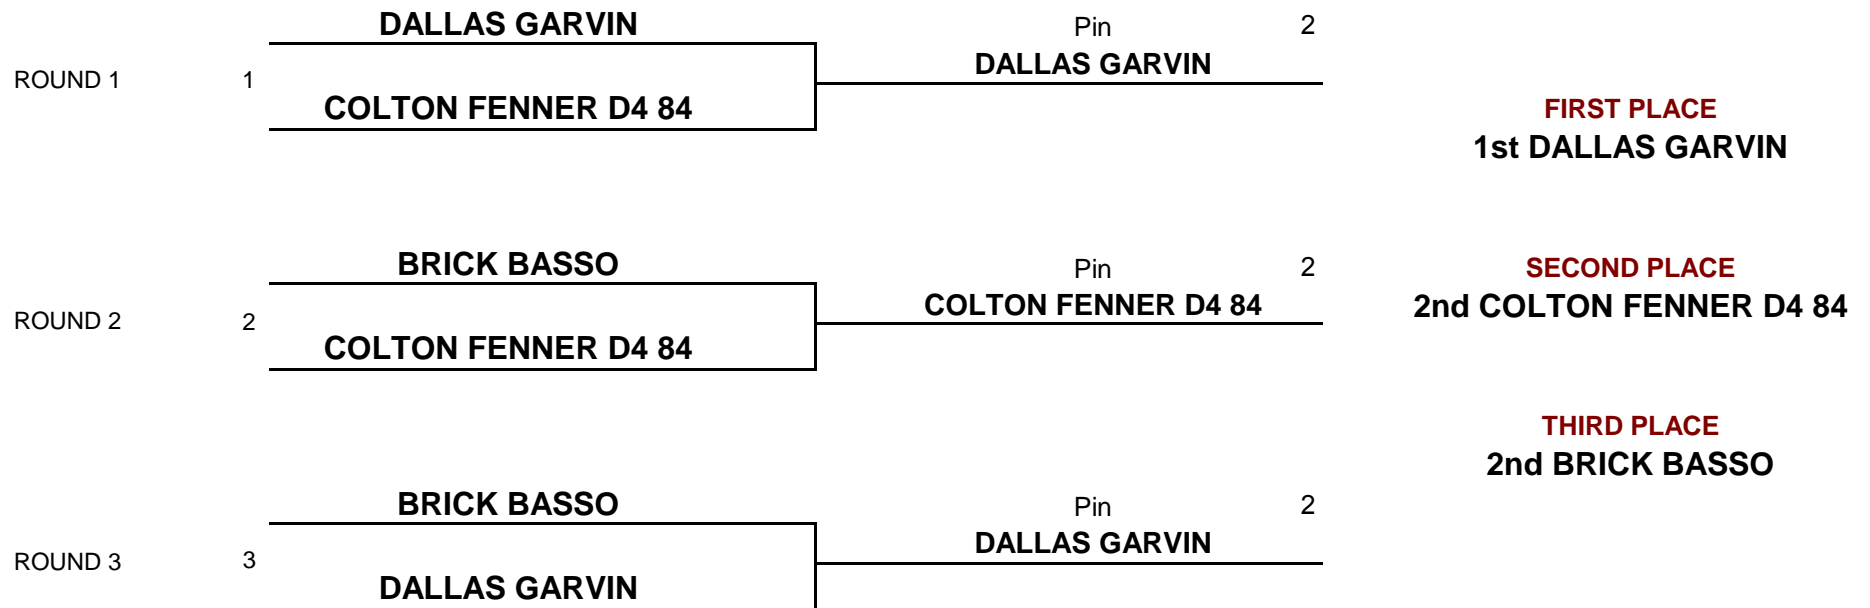 DALLAS GARVIN
Pin 2
ROUND 1 1
DALLAS GARVIN
COLTON FENNER D4 84
FIRST PLACE
1st DALLAS GARVIN
BRICK BASSO
Pin 2
SECOND PLACE
ROUND 2 2
COLTON FENNER D4 84
2nd COLTON FENNER D4 84
COLTON FENNER D4 84
THIRD PLACE
2nd BRICK BASSO
BRICK BASSO
Pin 2
ROUND 3 3
DALLAS GARVIN
DALLAS GARVIN